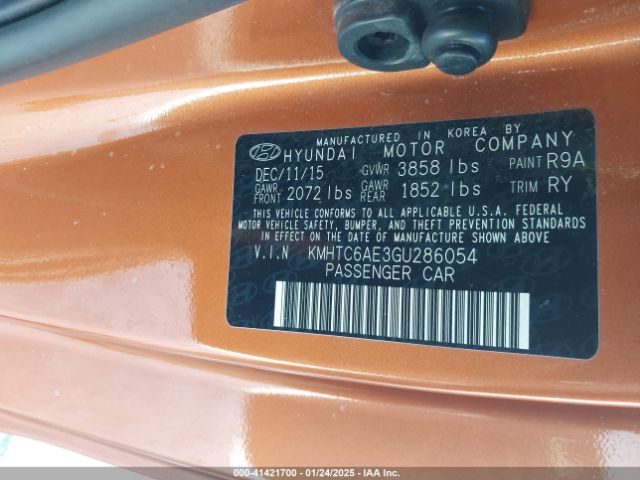 MANUFACTURED IN KOREA BY
HYUNDAI MOTOR COMPANY
DEC/11/15 GVWR 3858 lbs PAINT R9A
GAWR FRONT 2072 lbs GAWR REAR 1852 lbs TRIM RY
THIS VEHICLE CONFORMS TO ALL APPLICABLE U.S.A. FEDERAL
MOTOR VEHICLE SAFETY, BUMPER, AND THEFT PREVENTION STANDARDS
IN EFFECT ON THE DATE OF MANUFACTURE SHOWN ABOVE
V.I.N KMHTC6AE3GU286054
PASSENGER CAR
000-41421700 - 01/24/2025 - IAA Inc.